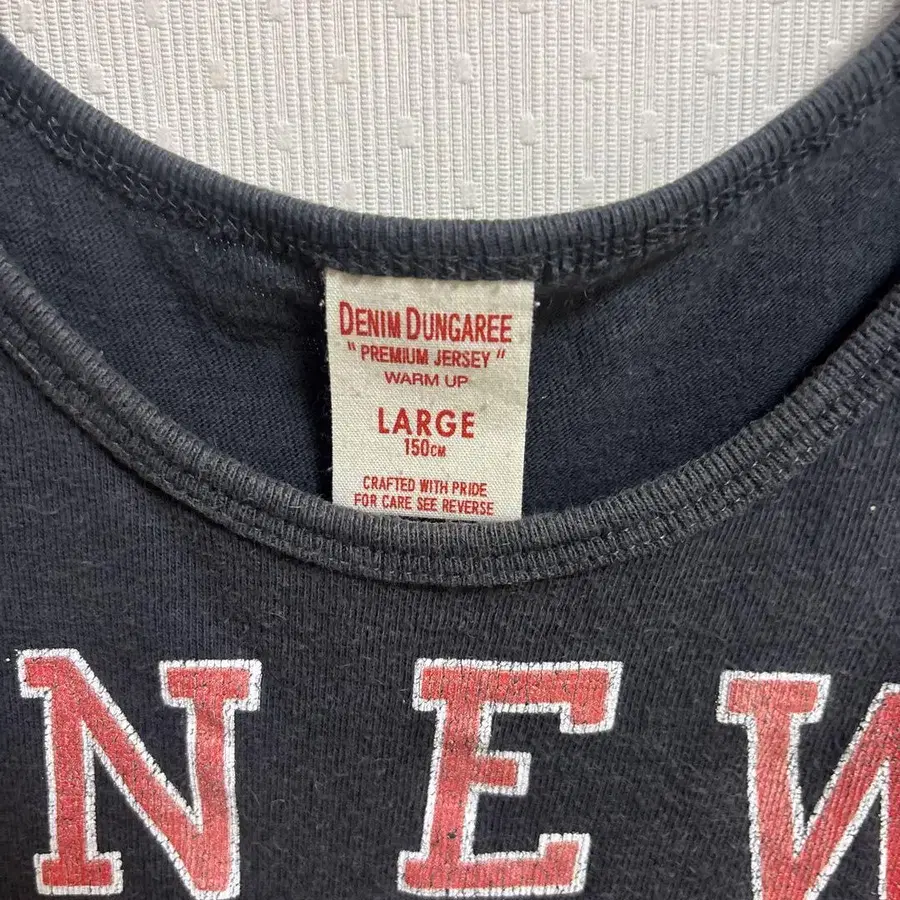 DENIM DUNGAREE
" PREMIUM JERSEY "
WARM UP
LARGE
150CM
CRAFTED WITH PRIDE
FOR CARE SEE REVERSE
NEW